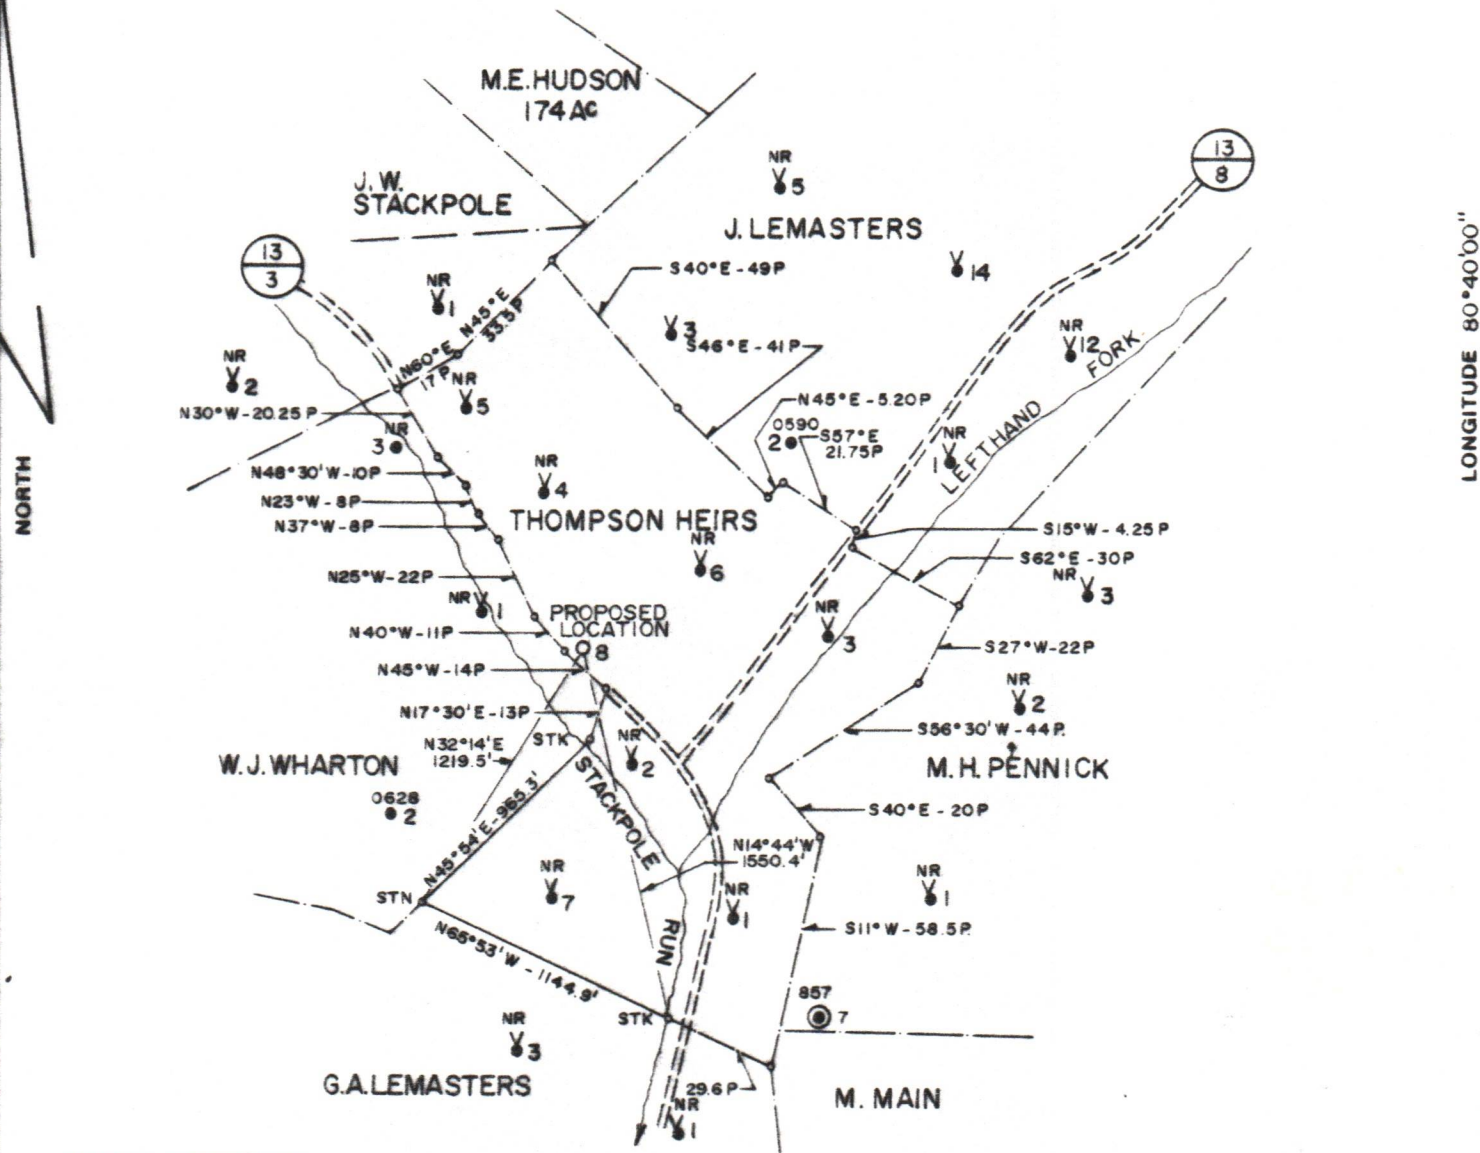 M.E.HUDSON
174 AC
13
8
NR
5
J.W.
STACKPOLE
J. LEMASTERS
13
3
S40°E-49P
14
NR
1
N45°E
33.5P
3
S46°E-41P
NR
12
LEFTHAND FORK
NR
2
N60°E
17P
NR
5
N30°W-20.25P
N45°E-5.20P
0590
2
S57°E
21.75P
NR
3
NR
1
N48°30'W-10P
NR
4
N23°W-8P
N37°W-8P
THOMPSON HEIRS
S15°W-4.25P
S62°E-30P
NR
6
N25°W-22P
NR
3
NR
1
PROPOSED
LOCATION
8
NR
3
N40°W-11P
S27°W-22P
N45°W-14P
NR
2
N17°30'E-13P
S56°30'W-44P.
STK
N32°14'E
1219.5'
NR
2
W.J.WHARTON
M.H.PENNICK
STACKPOLE RUN
0628
2
S40°E-20P
N45°54'E-965.3'
N14°44'W
1550.4'
STN
NR
7
NR
1
NR
1
S11°W-58.5P.
N65°53'W-1144.9'
857
7
STK
NR
3
G.A.LEMASTERS
29.6P
M. MAIN
NR
1
NORTH
LONGITUDE 80°40'00"